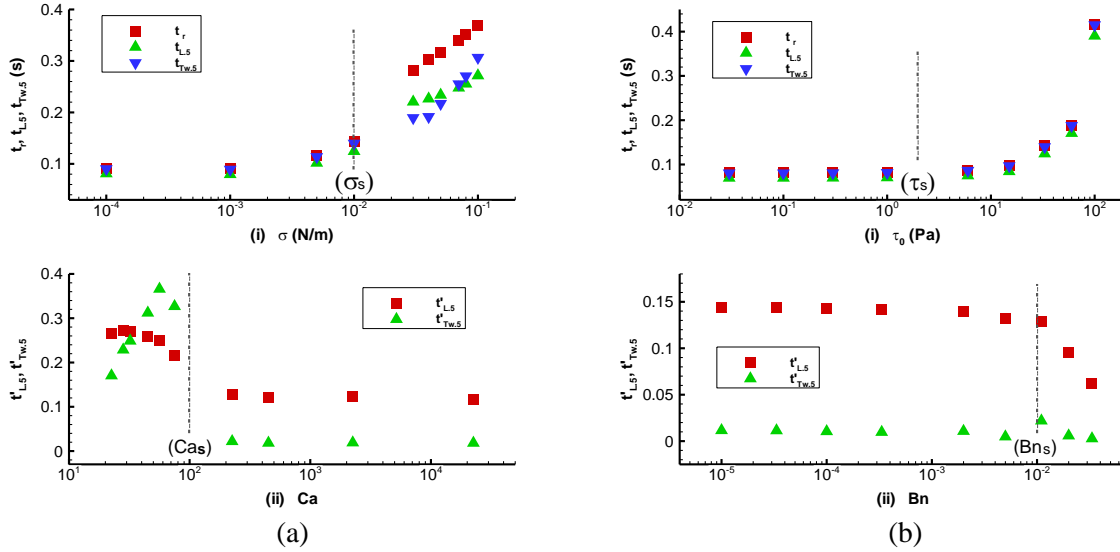 t_r, t_L.5, t_Tw.5 (s)
0.4
0.3
0.2
0.1
t_r
t_L.5
t_Tw.5
(σs)
10^-4 10^-3 10^-2 10^-1
(i) σ (N/m)
t_r, t_L.5, t_Tw.5 (s)
0.4
0.3
0.2
0.1
t_r
t_L.5
t_Tw.5
(τs)
10^-2 10^-1 10^0 10^1 10^2
(i) τ_0 (Pa)
t'_L.5, t'_Tw.5
0.4
0.3
0.2
0.1
0
t'_L.5
t'_Tw.5
(Cas)
10^1 10^2 10^3 10^4
(ii) Ca
(a)
t'_L.5, t'_Tw.5
0.15
0.1
0.05
0
t'_L.5
t'_Tw.5
(Bns)
10^-5 10^-4 10^-3 10^-2
(ii) Bn
(b)